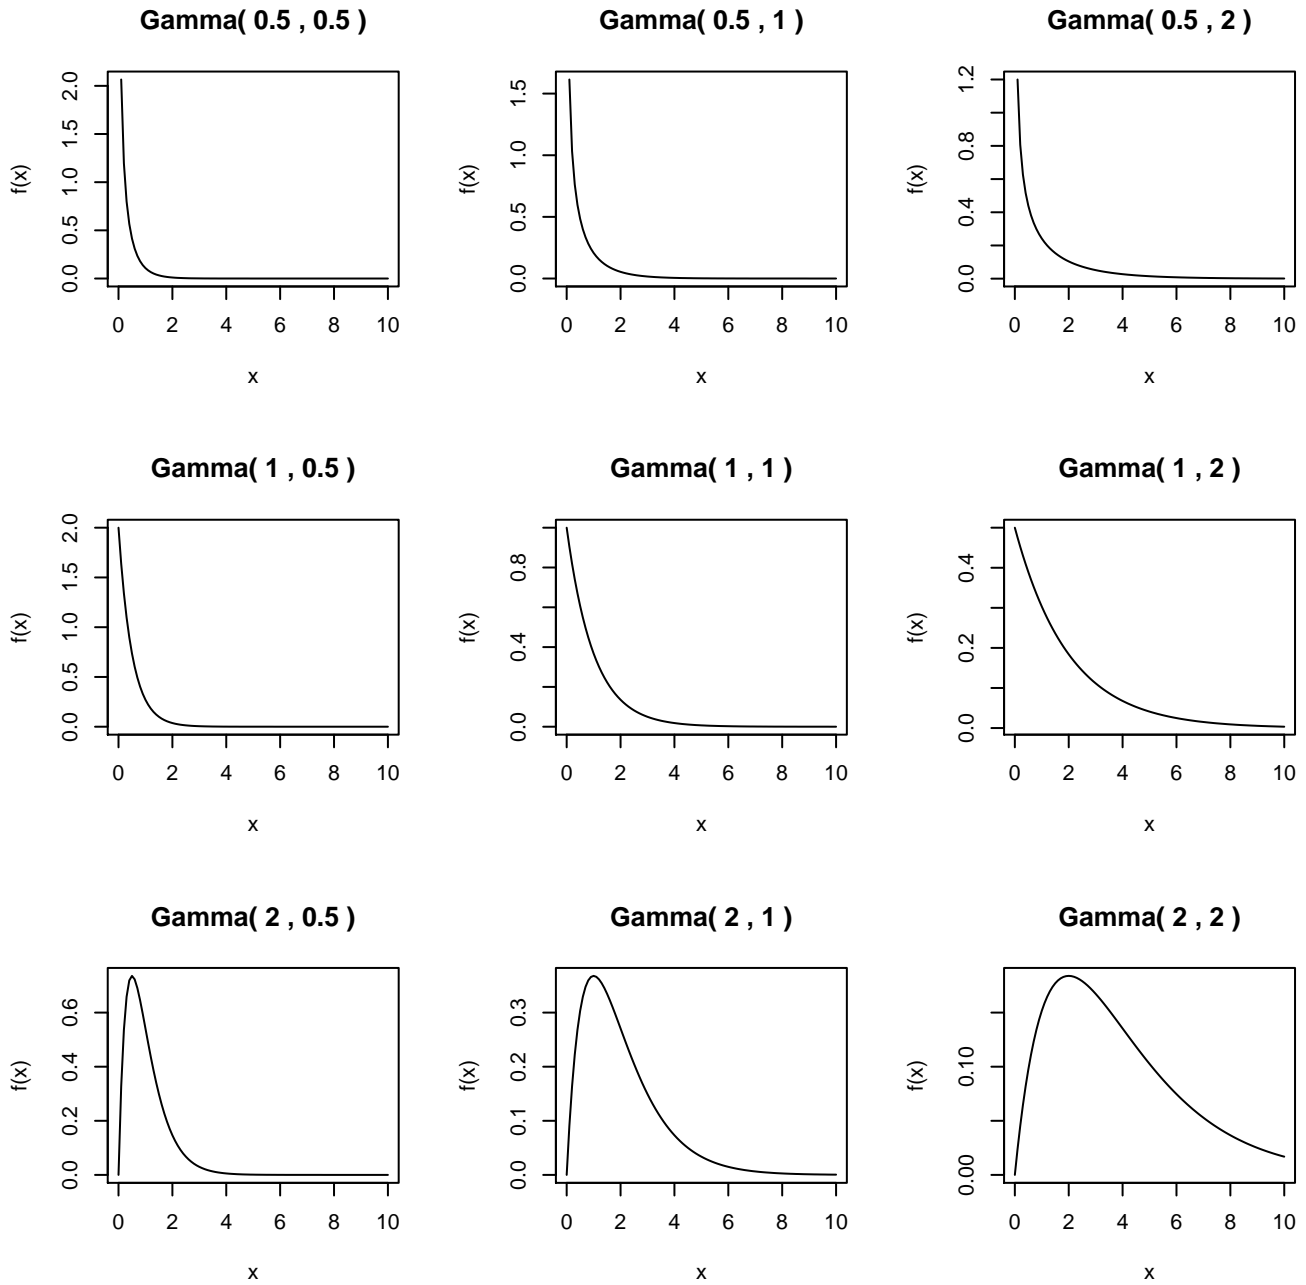 Gamma( 0.5 , 0.5 )
f(x)
2.0
1.5
1.0
0.5
0.0
0 2 4 6 8 10
x
Gamma( 0.5 , 1 )
f(x)
1.5
1.0
0.5
0.0
0 2 4 6 8 10
x
Gamma( 0.5 , 2 )
f(x)
1.2
0.8
0.4
0.0
0 2 4 6 8 10
x
Gamma( 1 , 0.5 )
f(x)
2.0
1.5
1.0
0.5
0.0
0 2 4 6 8 10
x
Gamma( 1 , 1 )
f(x)
0.8
0.4
0.0
0 2 4 6 8 10
x
Gamma( 1 , 2 )
f(x)
0.4
0.2
0.0
0 2 4 6 8 10
x
Gamma( 2 , 0.5 )
f(x)
0.6
0.4
0.2
0.0
0 2 4 6 8 10
x
Gamma( 2 , 1 )
f(x)
0.3
0.2
0.1
0.0
0 2 4 6 8 10
x
Gamma( 2 , 2 )
f(x)
0.10
0.00
0 2 4 6 8 10
x